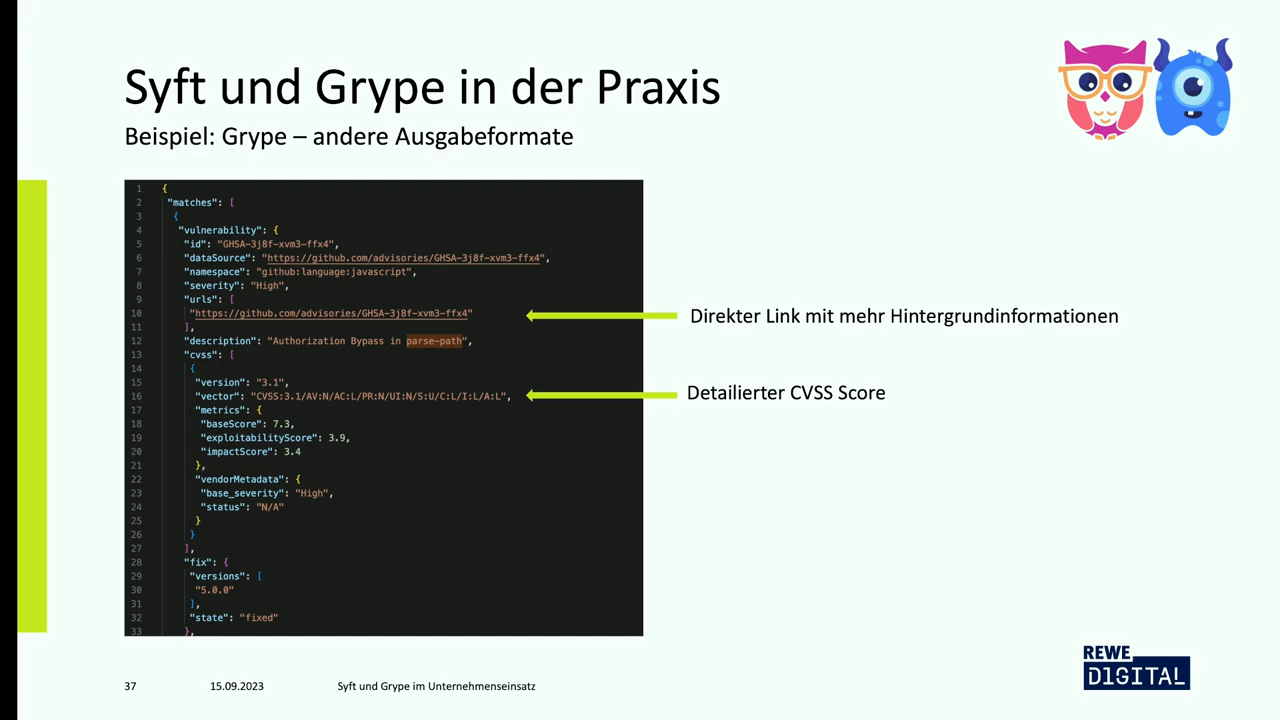 Syft und Grype in der Praxis
Beispiel: Grype – andere Ausgabeformate
1 {
2 "matches": [
3 {
4 "vulnerability": {
5 "id": "GHSA-3j8f-xvm3-ffx4",
6 "dataSource": "https://github.com/advisories/GHSA-3j8f-xvm3-ffx4",
7 "namespace": "github:language:javascript",
8 "severity": "High",
9 "urls": [
10 "https://github.com/advisories/GHSA-3j8f-xvm3-ffx4"
11 ],
12 "description": "Authorization Bypass in parse-path",
13 "cvss": [
14 {
15 "version": "3.1",
16 "vector": "CVSS:3.1/AV:N/AC:L/PR:N/UI:N/S:U/C:L/I:L/A:L",
17 "metrics": {
18 "baseScore": 7.3,
19 "exploitabilityScore": 3.9,
20 "impactScore": 3.4
21 },
22 "vendorMetadata": {
23 "base_severity": "High",
24 "status": "N/A"
25 }
26 }
27 ],
28 "fix": {
29 "versions": [
30 "5.0.0"
31 ],
32 "state": "fixed"
33 },
Direkter Link mit mehr Hintergrundinformationen
Detailierter CVSS Score
37 15.09.2023 Syft und Grype im Unternehmenseinsatz
REWE
D1GITAL